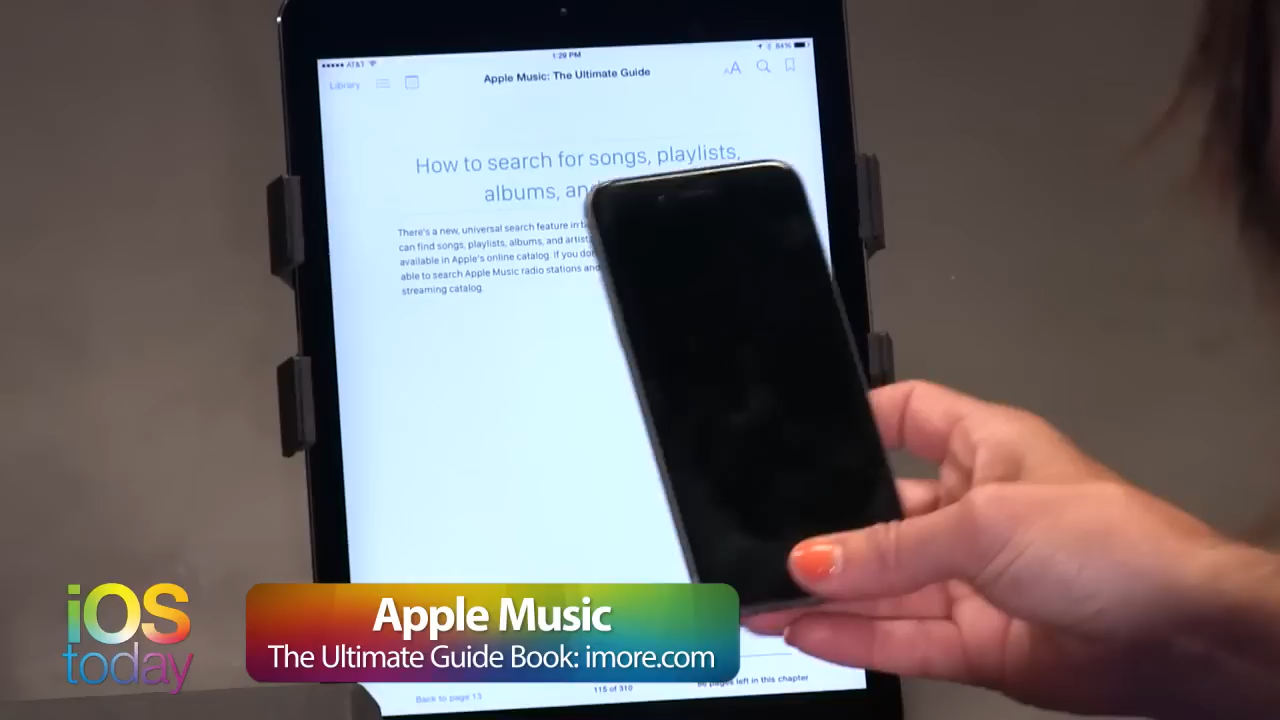 AT&T
1:29 PM
84%
Library
Apple Music: The Ultimate Guide
AA
How to search for songs, playlists,
albums, and
There's a new, universal search feature in
can find songs, playlists, albums, and artist
available in Apple's online catalog. If you don
able to search Apple Music radio stations and
streaming catalog.
iOS
today
Apple Music
The Ultimate Guide Book: imore.com
Back to page 13
115 of 310
pages left in this chapter